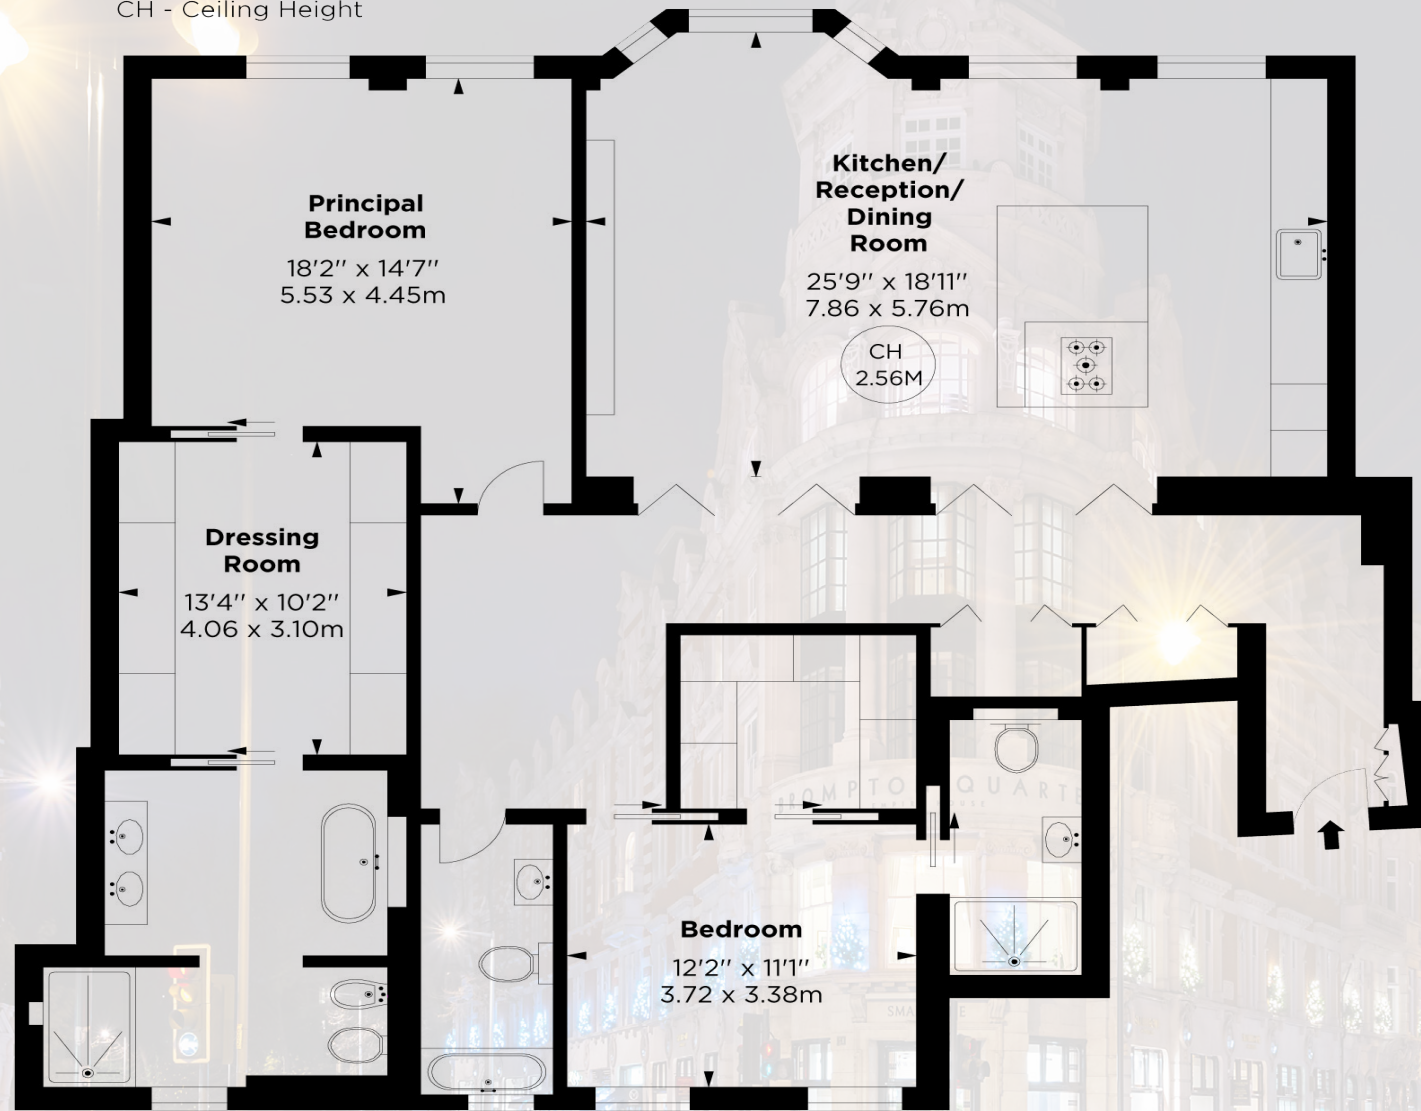 CH - Ceiling Height
Principal
Bedroom
18'2'' x 14'7''
5.53 x 4.45m
Kitchen/
Reception/
Dining
Room
25'9'' x 18'11''
7.86 x 5.76m
CH
2.56M
Dressing
Room
13'4'' x 10'2''
4.06 x 3.10m
Bedroom
12'2'' x 11'1''
3.72 x 3.38m